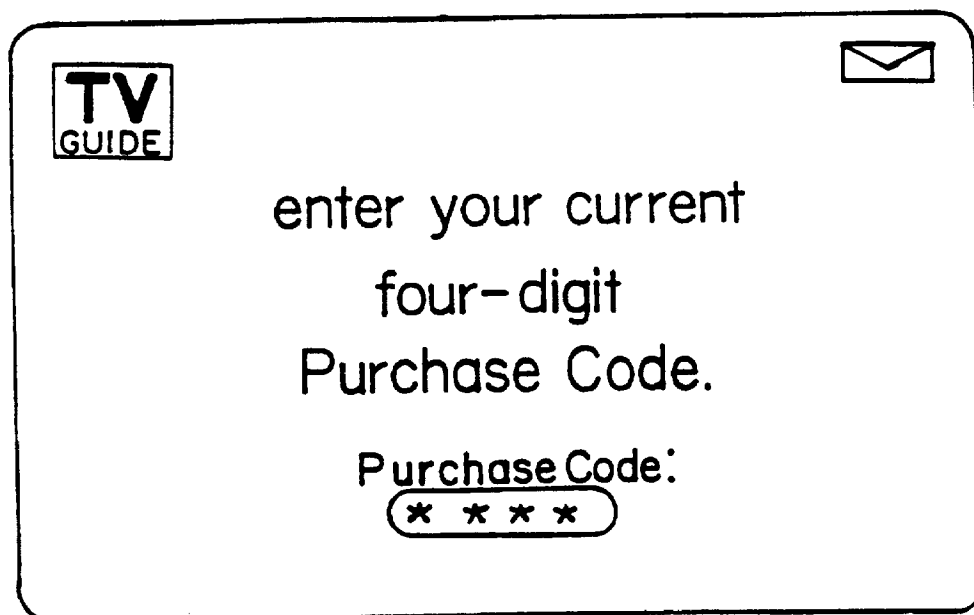 TV
GUIDE
enter your current
four-digit
Purchase Code.
Purchase Code:
* * * *